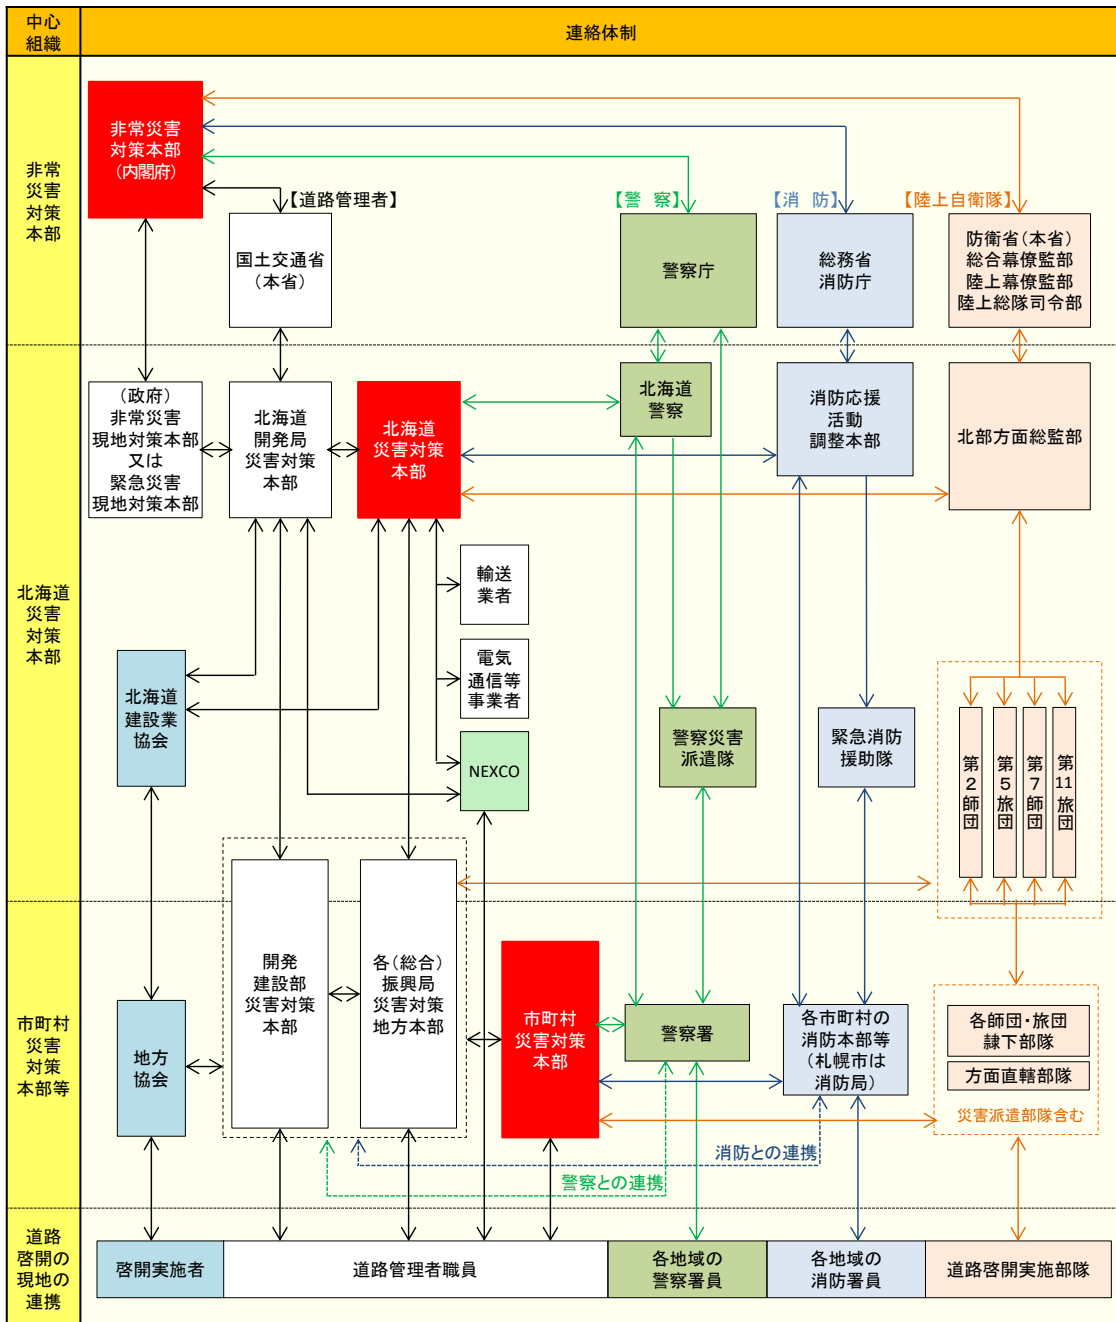 中心
組織
連絡体制
非常
災害
対策
本部
非常災害
対策本部
(内閣府)
【道路管理者】
【警 察】
【消 防】
【陸上自衛隊】
国土交通省
(本省)
警察庁
総務省
消防庁
防衛省(本省)
総合幕僚監部
陸上幕僚監部
陸上総隊司令部
北海道
災害
対策
本部
(政府)
非常災害
現地対策本部
又は
緊急災害
現地対策本部
北海道
開発局
災害対策
本部
北海道
災害対策
本部
北海道
警察
消防応援
活動
調整本部
北部方面総監部
輸送
業者
電気
通信等
事業者
NEXCO
北海道
建設業
協会
警察災害
派遣隊
緊急消防
援助隊
第2師団
第5旅団
第7師団
第11旅団
市町村
災害
対策
本部等
地方
協会
開発
建設部
災害対策
本部
各(総合)
振興局
災害対策
地方本部
市町村
災害対策
本部
警察署
各市町村の
消防本部等
(札幌市は
消防局)
各師団・旅団
隷下部隊
方面直轄部隊
災害派遣部隊含む
消防との連携
警察との連携
道路
啓開の
現地の
連携
啓開実施者
道路管理者職員
各地域の
警察署員
各地域の
消防署員
道路啓開実施部隊